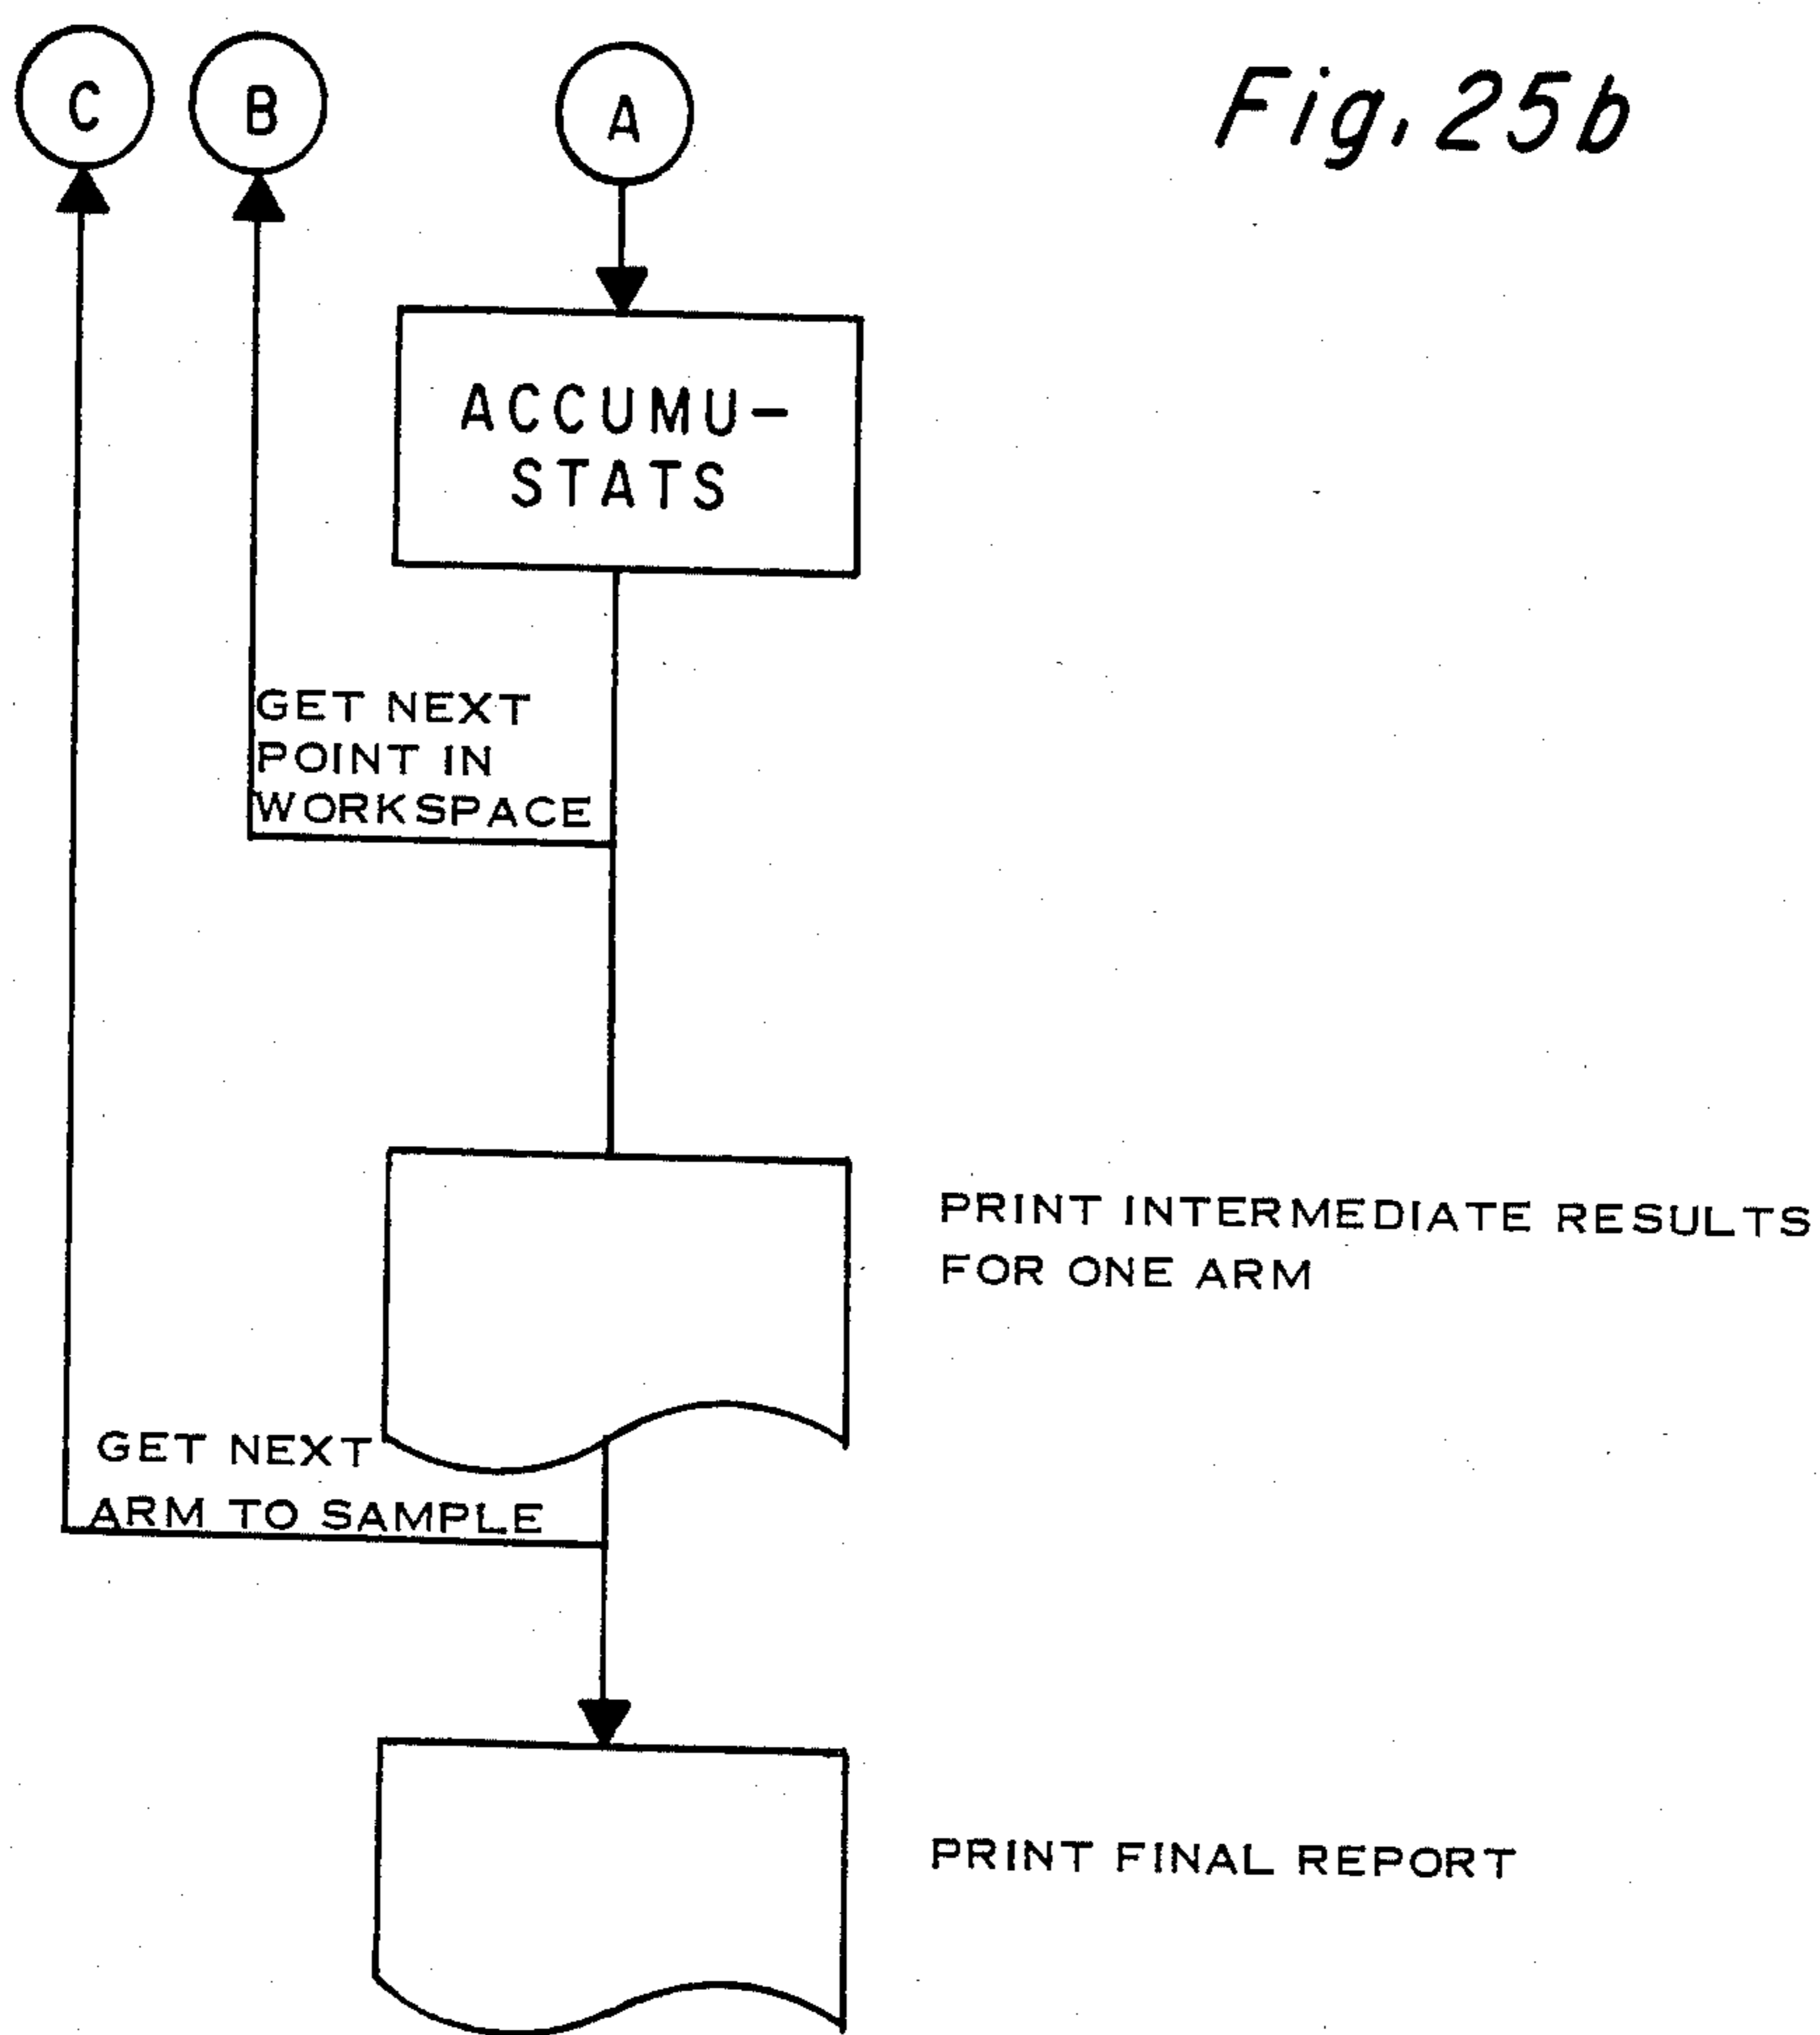 C
B
A
Fig. 25b
ACCUMU-
STATS
GET NEXT
POINT IN
WORKSPACE
PRINT INTERMEDIATE RESULTS
FOR ONE ARM
GET NEXT
ARM TO SAMPLE
PRINT FINAL REPORT